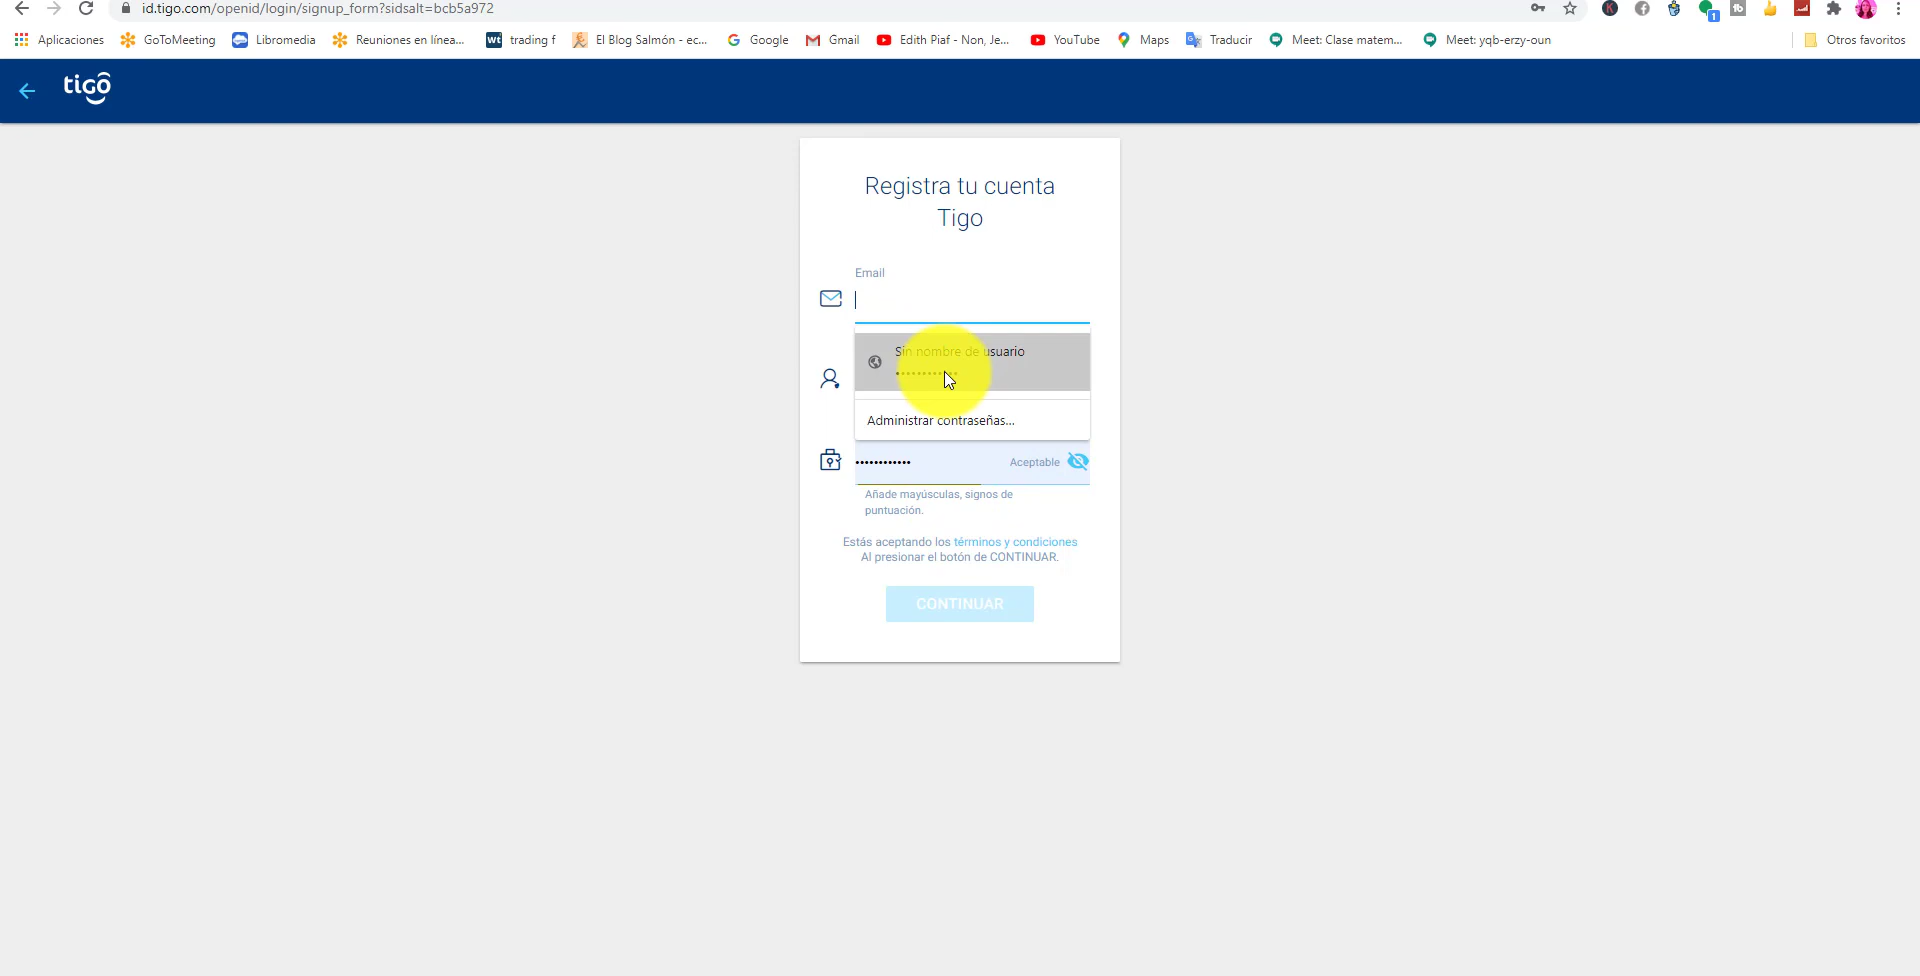 id.tigo.com/openid/login/signup_form?sidsalt=bcb5a972
Aplicaciones GoToMeeting Libromedia Reuniones en línea... wt trading f El Blog Salmón - ec... Google Gmail Edith Piaf - Non, Je... YouTube Maps Traducir Meet: Clase matem... Meet: yqb-erzy-oun Otros favoritos
tigo
Registra tu cuenta
Tigo
Email
Sin nombre de usuario
••••••••••••
Administrar contraseñas...
•••••••••••• Aceptable
Añade mayúsculas, signos de
puntuación.
Estás aceptando los términos y condiciones
Al presionar el botón de CONTINUAR.
CONTINUAR